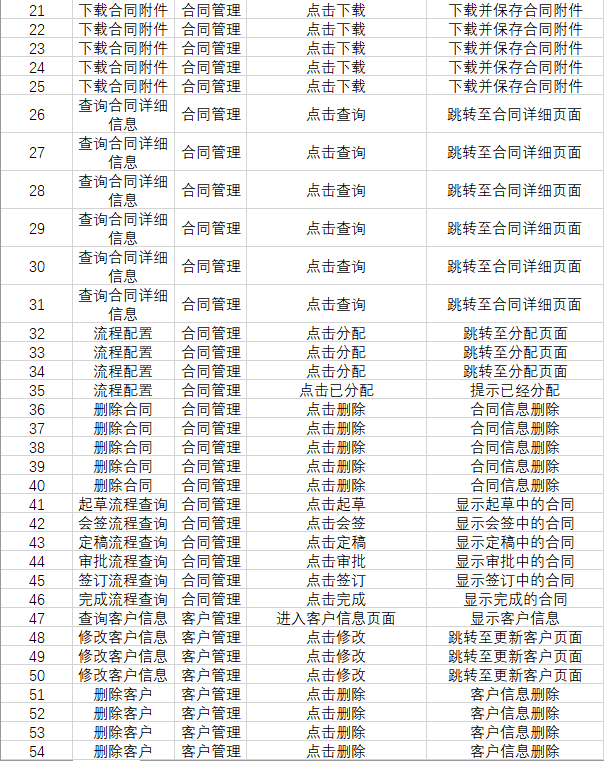 21 下载合同附件 合同管理 点击下载 下载并保存合同附件
22 下载合同附件 合同管理 点击下载 下载并保存合同附件
23 下载合同附件 合同管理 点击下载 下载并保存合同附件
24 下载合同附件 合同管理 点击下载 下载并保存合同附件
25 下载合同附件 合同管理 点击下载 下载并保存合同附件
26 查询合同详细信息 合同管理 点击查询 跳转至合同详细页面
27 查询合同详细信息 合同管理 点击查询 跳转至合同详细页面
28 查询合同详细信息 合同管理 点击查询 跳转至合同详细页面
29 查询合同详细信息 合同管理 点击查询 跳转至合同详细页面
30 查询合同详细信息 合同管理 点击查询 跳转至合同详细页面
31 查询合同详细信息 合同管理 点击查询 跳转至合同详细页面
32 流程配置 合同管理 点击分配 跳转至分配页面
33 流程配置 合同管理 点击分配 跳转至分配页面
34 流程配置 合同管理 点击分配 跳转至分配页面
35 流程配置 合同管理 点击已分配 提示已经分配
36 删除合同 合同管理 点击删除 合同信息删除
37 删除合同 合同管理 点击删除 合同信息删除
38 删除合同 合同管理 点击删除 合同信息删除
39 删除合同 合同管理 点击删除 合同信息删除
40 删除合同 合同管理 点击删除 合同信息删除
41 起草流程查询 合同管理 点击起草 显示起草中的合同
42 会签流程查询 合同管理 点击会签 显示会签中的合同
43 定稿流程查询 合同管理 点击定稿 显示定稿中的合同
44 审批流程查询 合同管理 点击审批 显示审批中的合同
45 签订流程查询 合同管理 点击签订 显示签订中的合同
46 完成流程查询 合同管理 点击完成 显示完成的合同
47 查询客户信息 客户管理 进入客户信息页面 显示客户信息
48 修改客户信息 客户管理 点击修改 跳转至更新客户页面
49 修改客户信息 客户管理 点击修改 跳转至更新客户页面
50 修改客户信息 客户管理 点击修改 跳转至更新客户页面
51 删除客户 客户管理 点击删除 客户信息删除
52 删除客户 客户管理 点击删除 客户信息删除
53 删除客户 客户管理 点击删除 客户信息删除
54 删除客户 客户管理 点击删除 客户信息删除